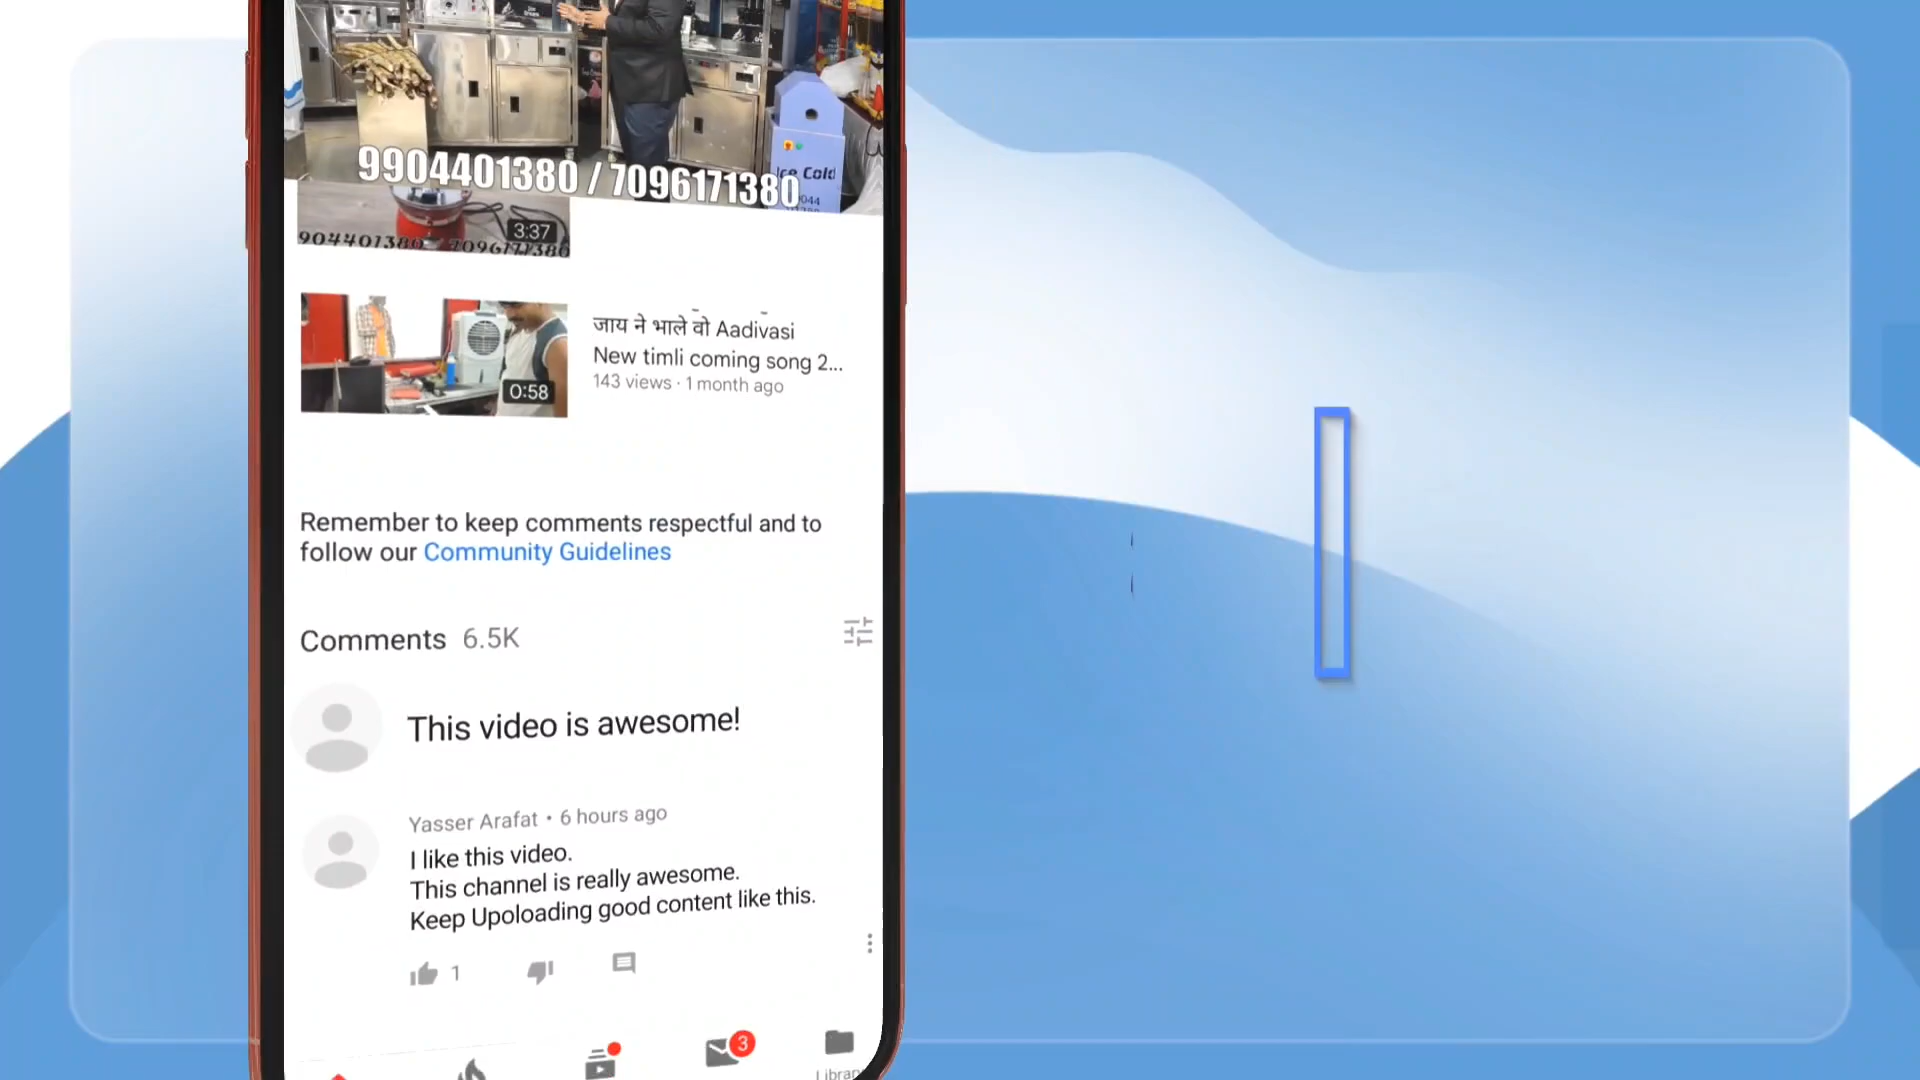 9904401380 / 7096171380
Ice Cold
3:37
9904401380 / 7096171380
0:58
जाय ने भाले वो Aadivasi
New timli coming song 2...
143 views · 1 month ago
Remember to keep comments respectful and to
follow our Community Guidelines
Comments 6.5K
This video is awesome!
Yasser Arafat • 6 hours ago
I like this video.
This channel is really awesome.
Keep Upoloading good content like this.
1
3